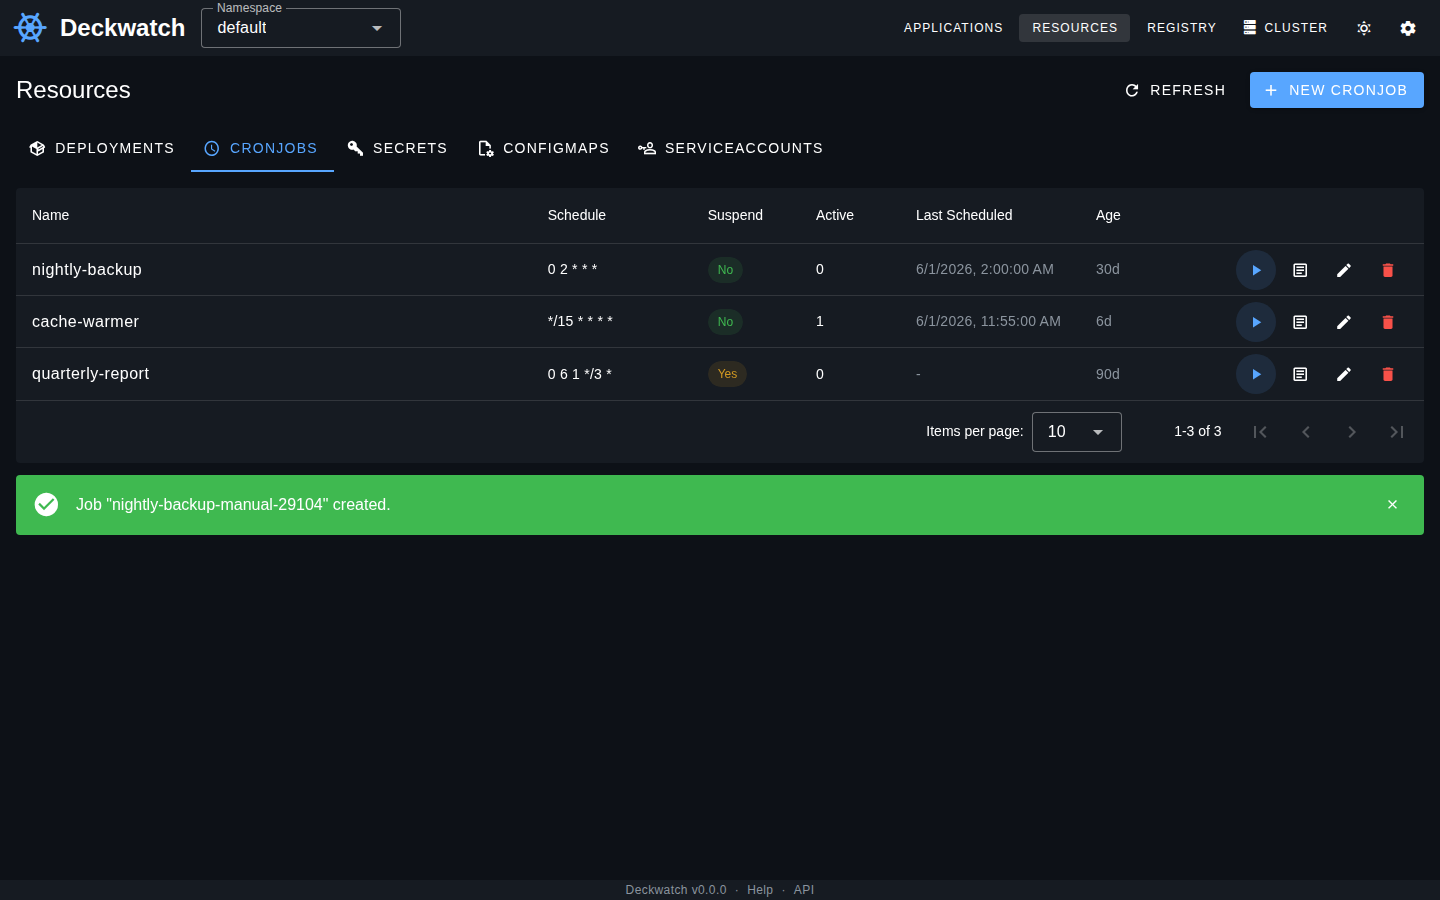 Deckwatch
Namespace
default
APPLICATIONS
RESOURCES
REGISTRY
CLUSTER
Resources
REFRESH
NEW CRONJOB
DEPLOYMENTS
CRONJOBS
SECRETS
CONFIGMAPS
SERVICEACCOUNTS
Name Schedule Suspend Active Last Scheduled Age
nightly-backup 0 2 * * * No 0 6/1/2026, 2:00:00 AM 30d
cache-warmer */15 * * * * No 1 6/1/2026, 11:55:00 AM 6d
quarterly-report 0 6 1 */3 * Yes 0 - 90d
Items per page: 10 1-3 of 3
Job "nightly-backup-manual-29104" created.
Deckwatch v0.0.0 · Help · API